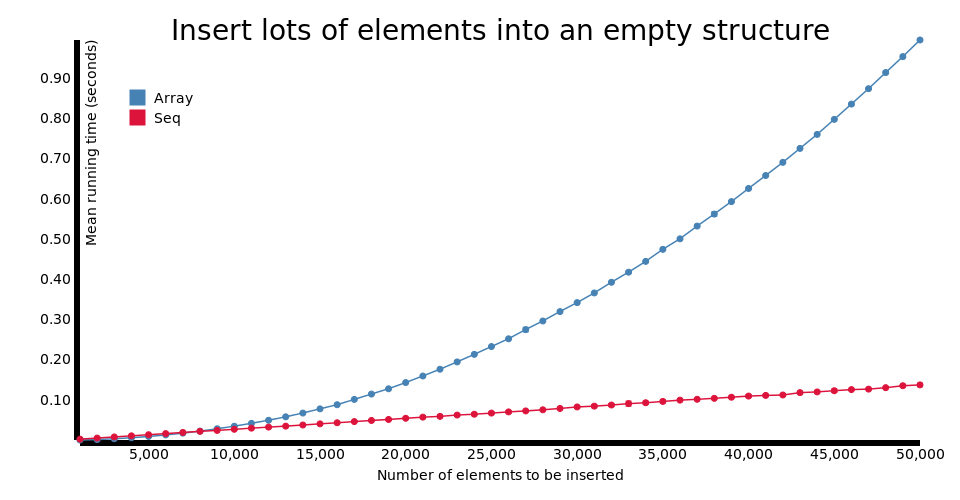 Insert lots of elements into an empty structure
Mean running time (seconds)
Array
Seq
0.90
0.80
0.70
0.60
0.50
0.40
0.30
0.20
0.10
5,000 10,000 15,000 20,000 25,000 30,000 35,000 40,000 45,000 50,000
Number of elements to be inserted